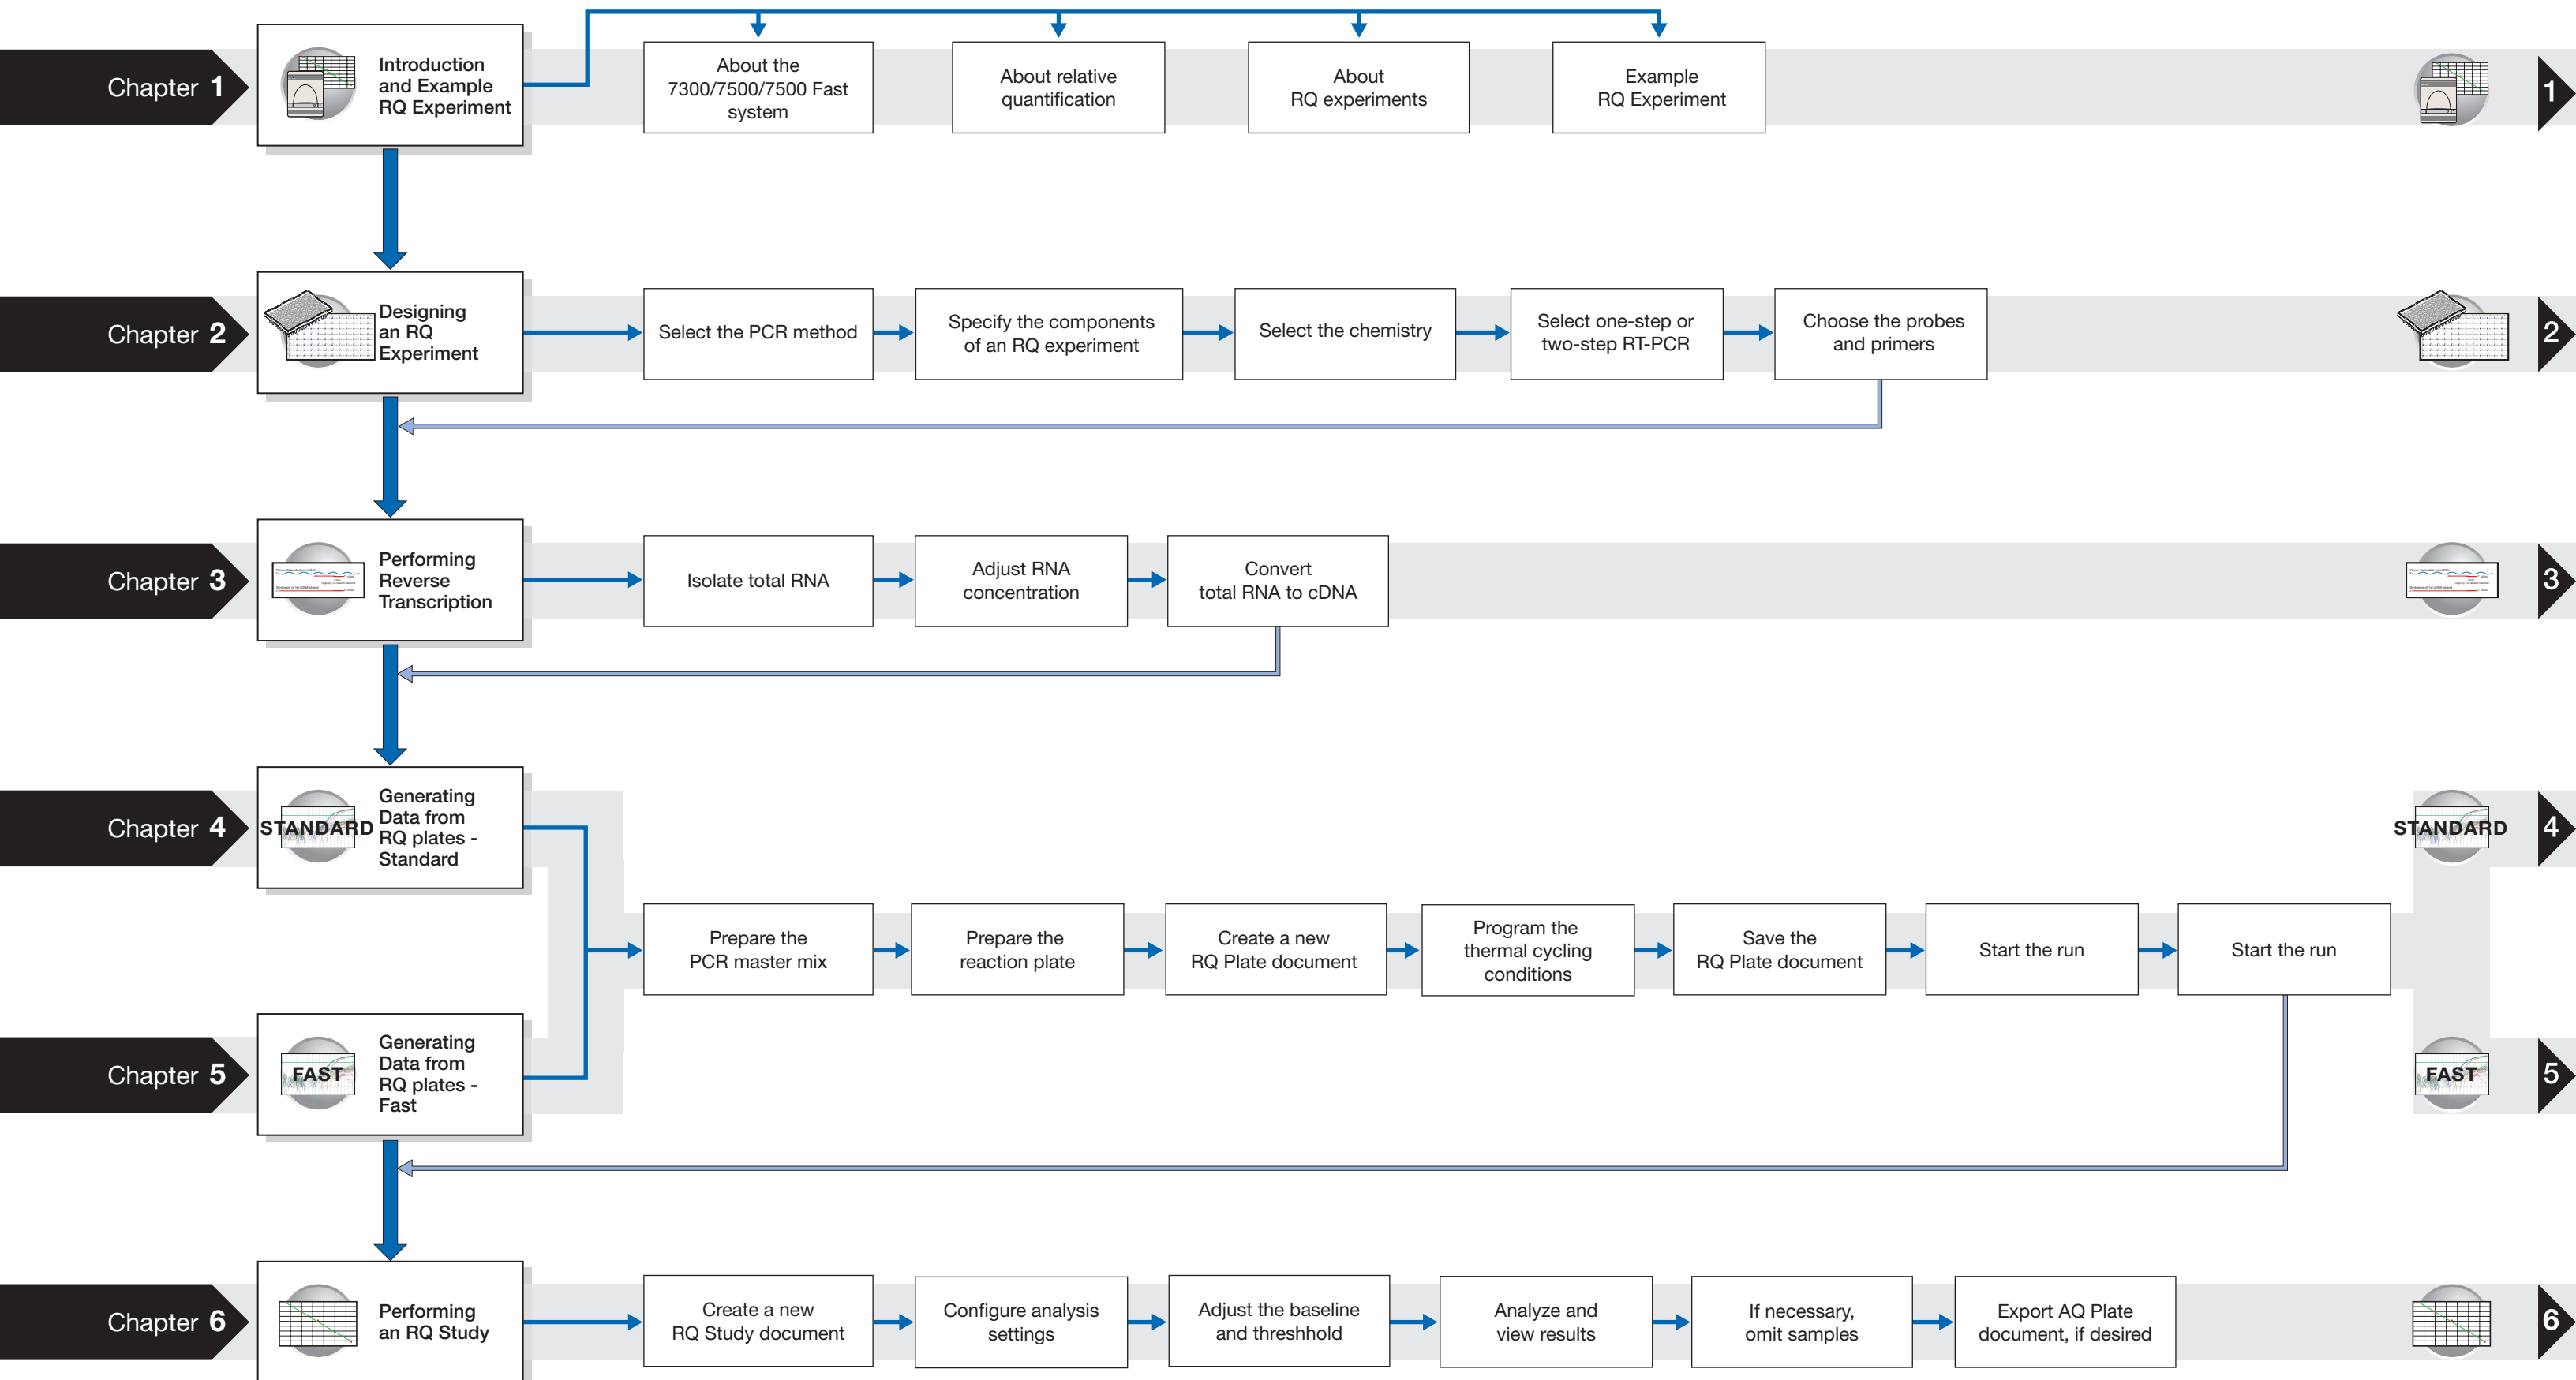 Chapter 1
Introduction
and Example
RQ Experiment
About the
7300/7500/7500 Fast
system
About relative
quantification
About
RQ experiments
Example
RQ Experiment
1
Chapter 2
Designing
an RQ
Experiment
Select the PCR method
Specify the components
of an RQ experiment
Select the chemistry
Select one-step or
two-step RT-PCR
Choose the probes
and primers
2
Chapter 3
Performing
Reverse
Transcription
Isolate total RNA
Adjust RNA
concentration
Convert
total RNA to cDNA
3
Chapter 4
STANDARD
Generating
Data from
RQ plates -
Standard
STANDARD
4
Prepare the
PCR master mix
Prepare the
reaction plate
Create a new
RQ Plate document
Program the
thermal cycling
conditions
Save the
RQ Plate document
Start the run
Start the run
Chapter 5
FAST
Generating
Data from
RQ plates -
Fast
FAST
5
Chapter 6
Performing
an RQ Study
Create a new
RQ Study document
Configure analysis
settings
Adjust the baseline
and threshhold
Analyze and
view results
If necessary,
omit samples
Export AQ Plate
document, if desired
6